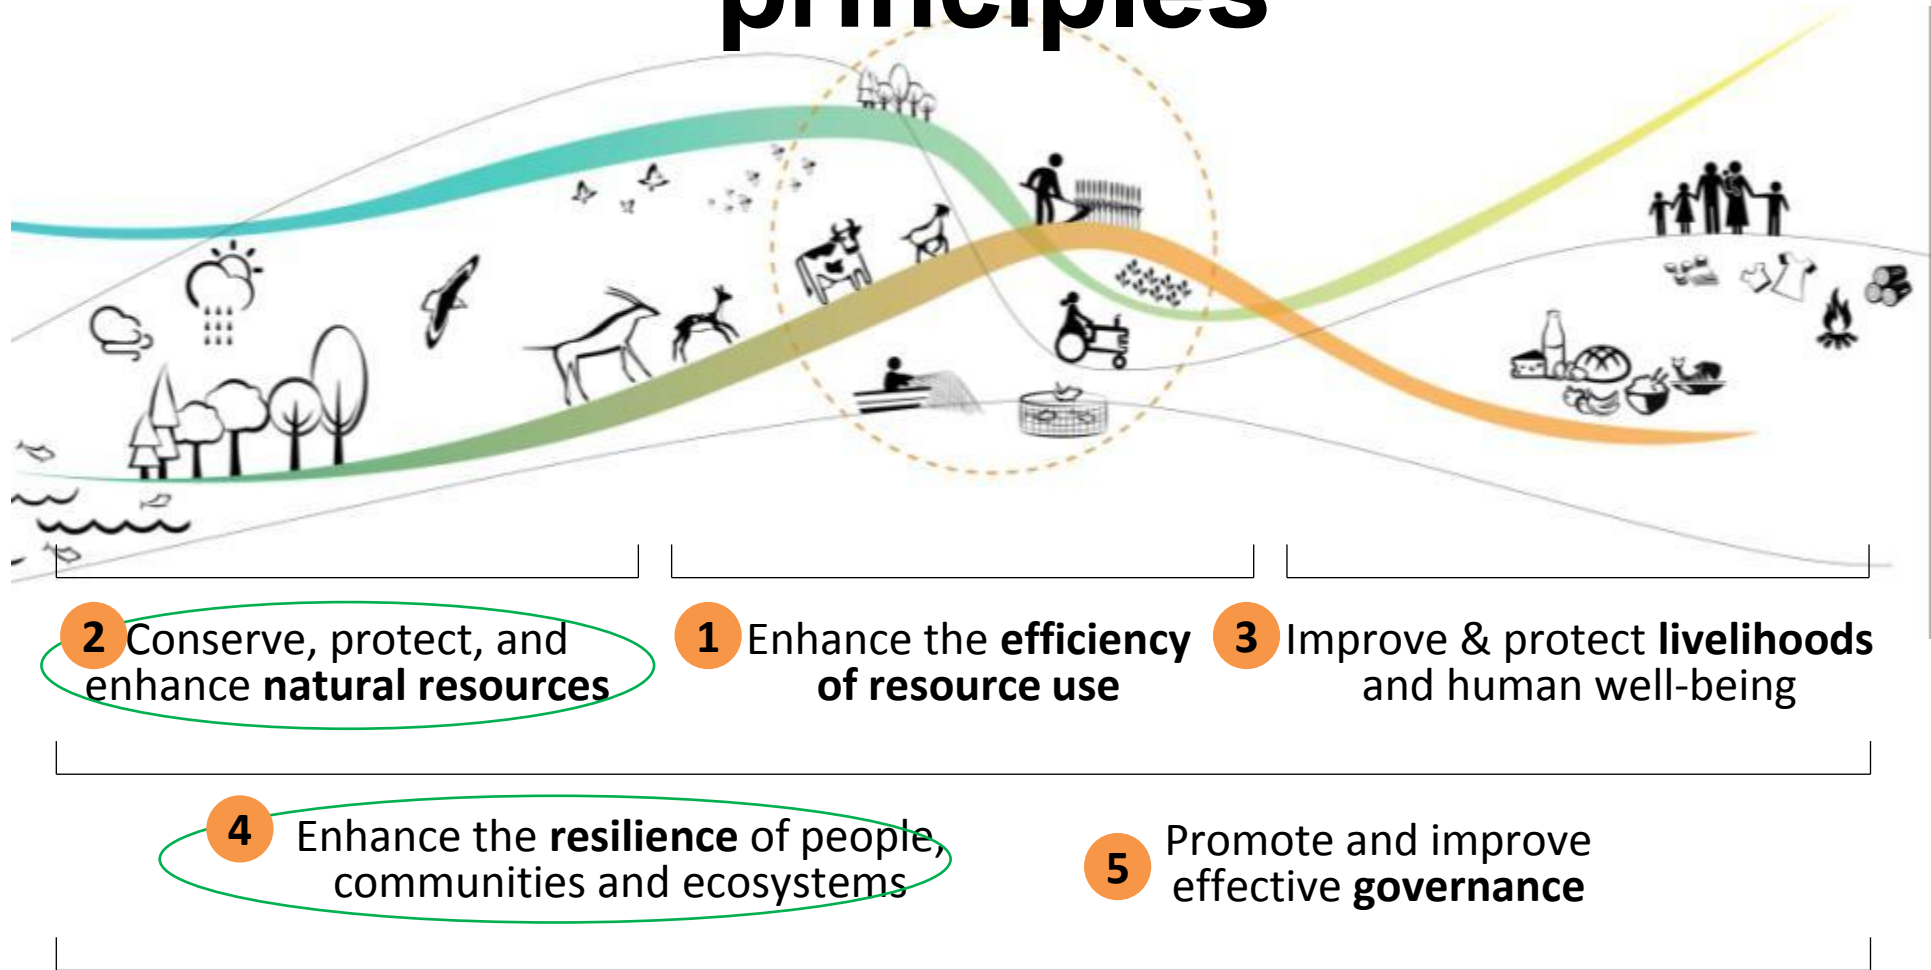 principles
2 Conserve, protect, and
enhance natural resources
1 Enhance the efficiency
of resource use
3 Improve & protect livelihoods
and human well-being
4 Enhance the resilience of people,
communities and ecosystems
5 Promote and improve
effective governance